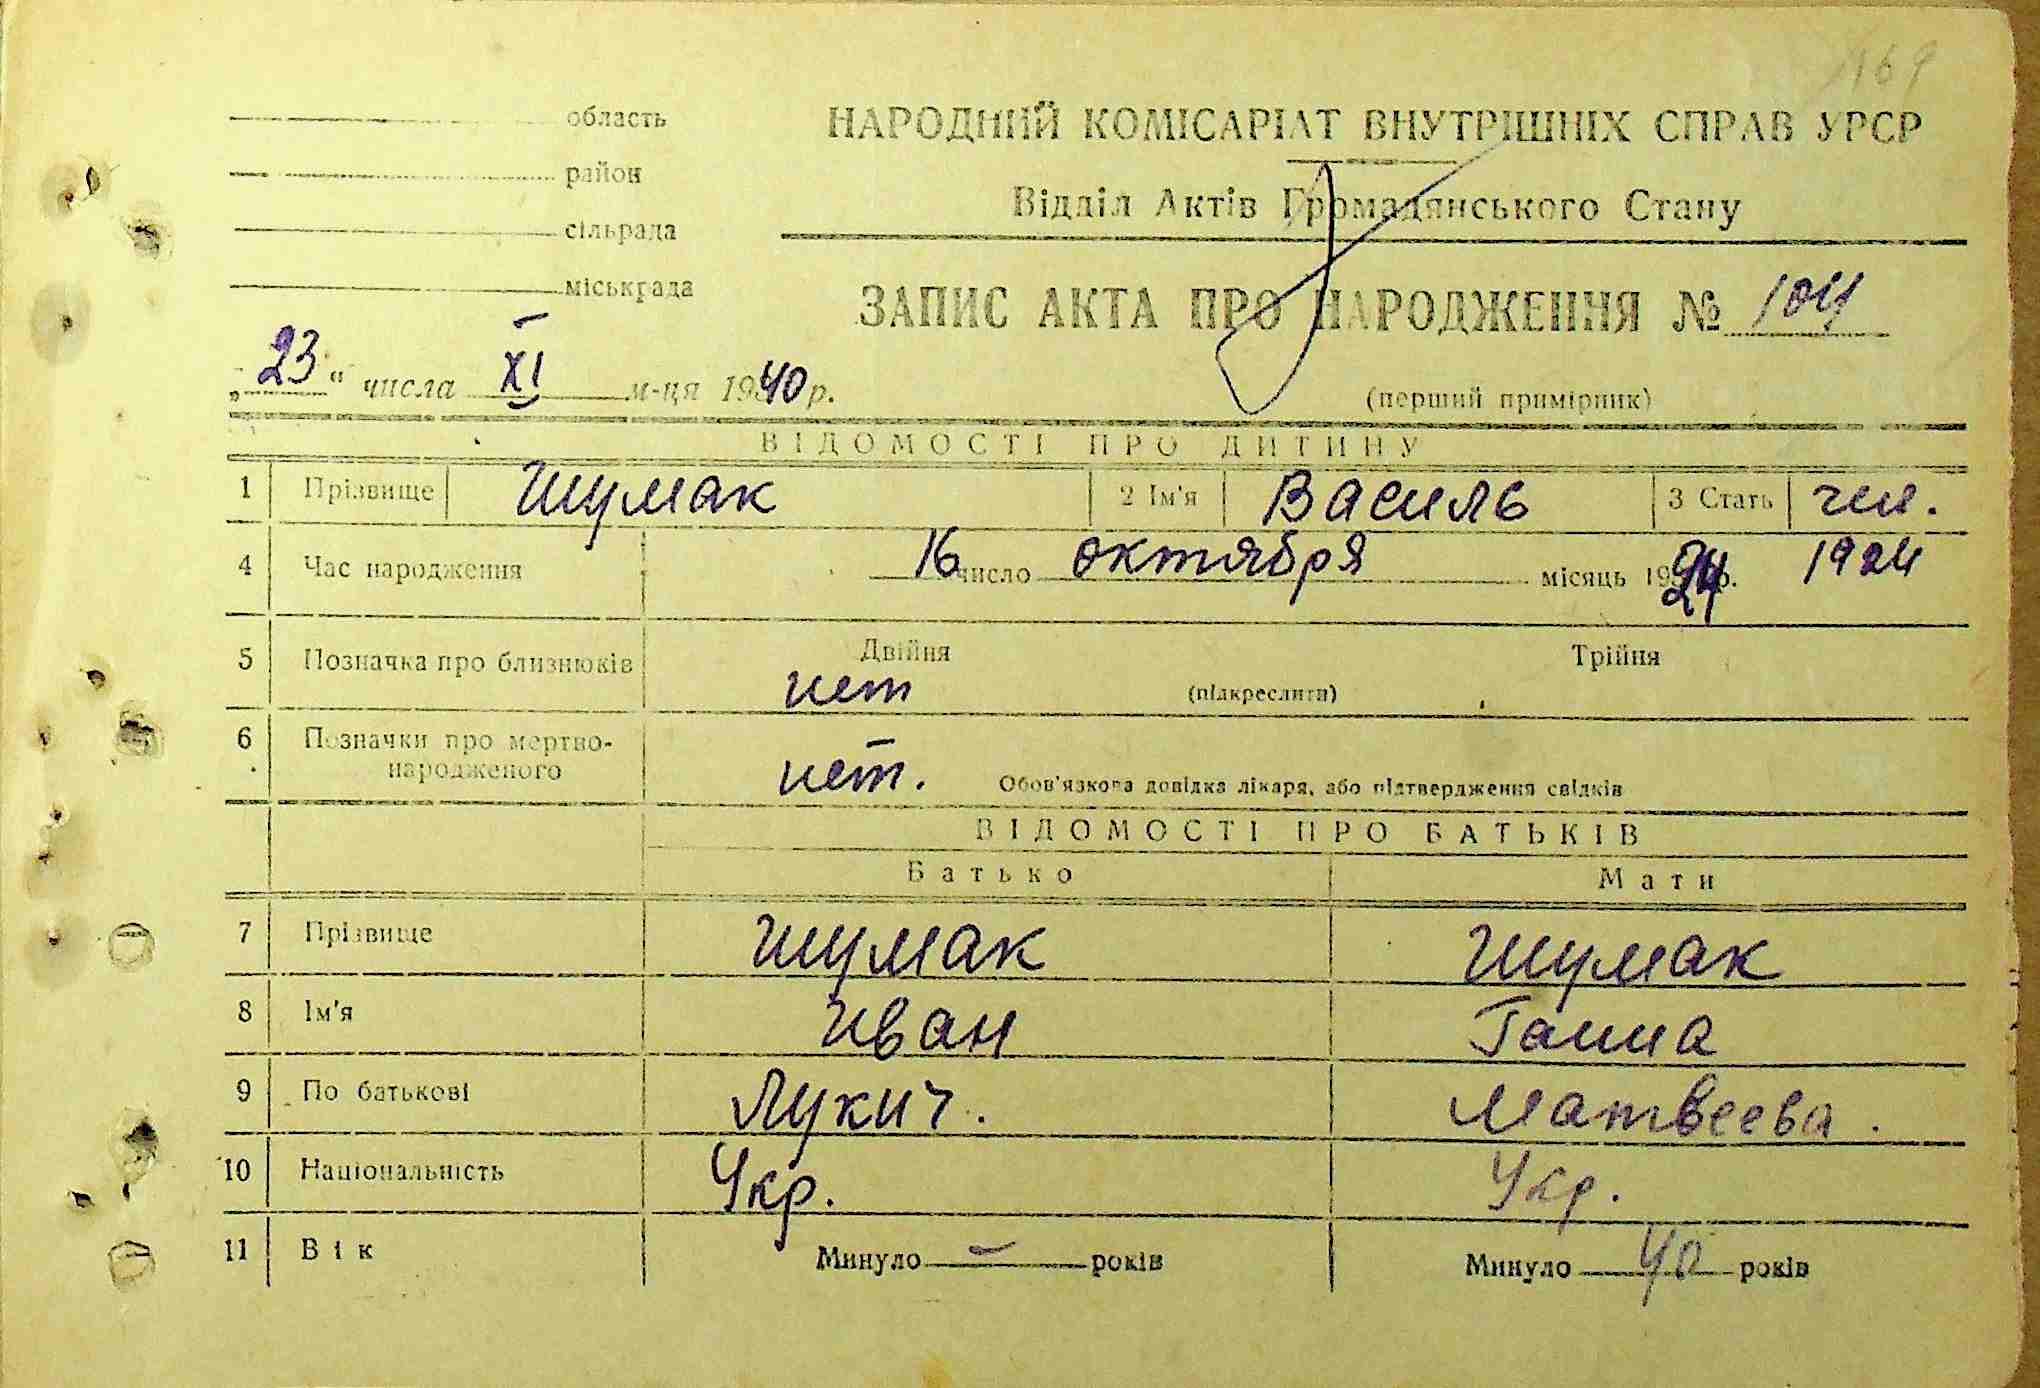 169
область
район
сільрада
міськрада
НАРОДНИЙ КОМІСАРІАТ ВНУТРІШНІХ СПРАВ УРСР
Відділ Актів Громадянського Стану
ЗАПИС АКТА ПРО НАРОДЖЕННЯ № 104
„23“ числа XI м-ця 1940 р.
(перший примірник)
ВІДОМОСТІ ПРО ДИТИНУ
1 Прізвище Шумак 2 Ім'я Василь 3 Стать чол.
4 Час народження 16 число октября місяць 1924 р. 1924
5 Позначка про близнюків Двійня Трійня
нет (підкреслити)
6 Позначки про мертво-
народженого нет. Обов'язкова довідка лікаря, або підтвердження свідків
ВІДОМОСТІ ПРО БАТЬКІВ
Батько Мати
7 Прізвище Шумак Шумак
8 Ім'я Иван Ганна
9 По батькові Лукич. Матвеева.
10 Національність Укр. Укр.
11 Вік Минуло — років Минуло 40 років